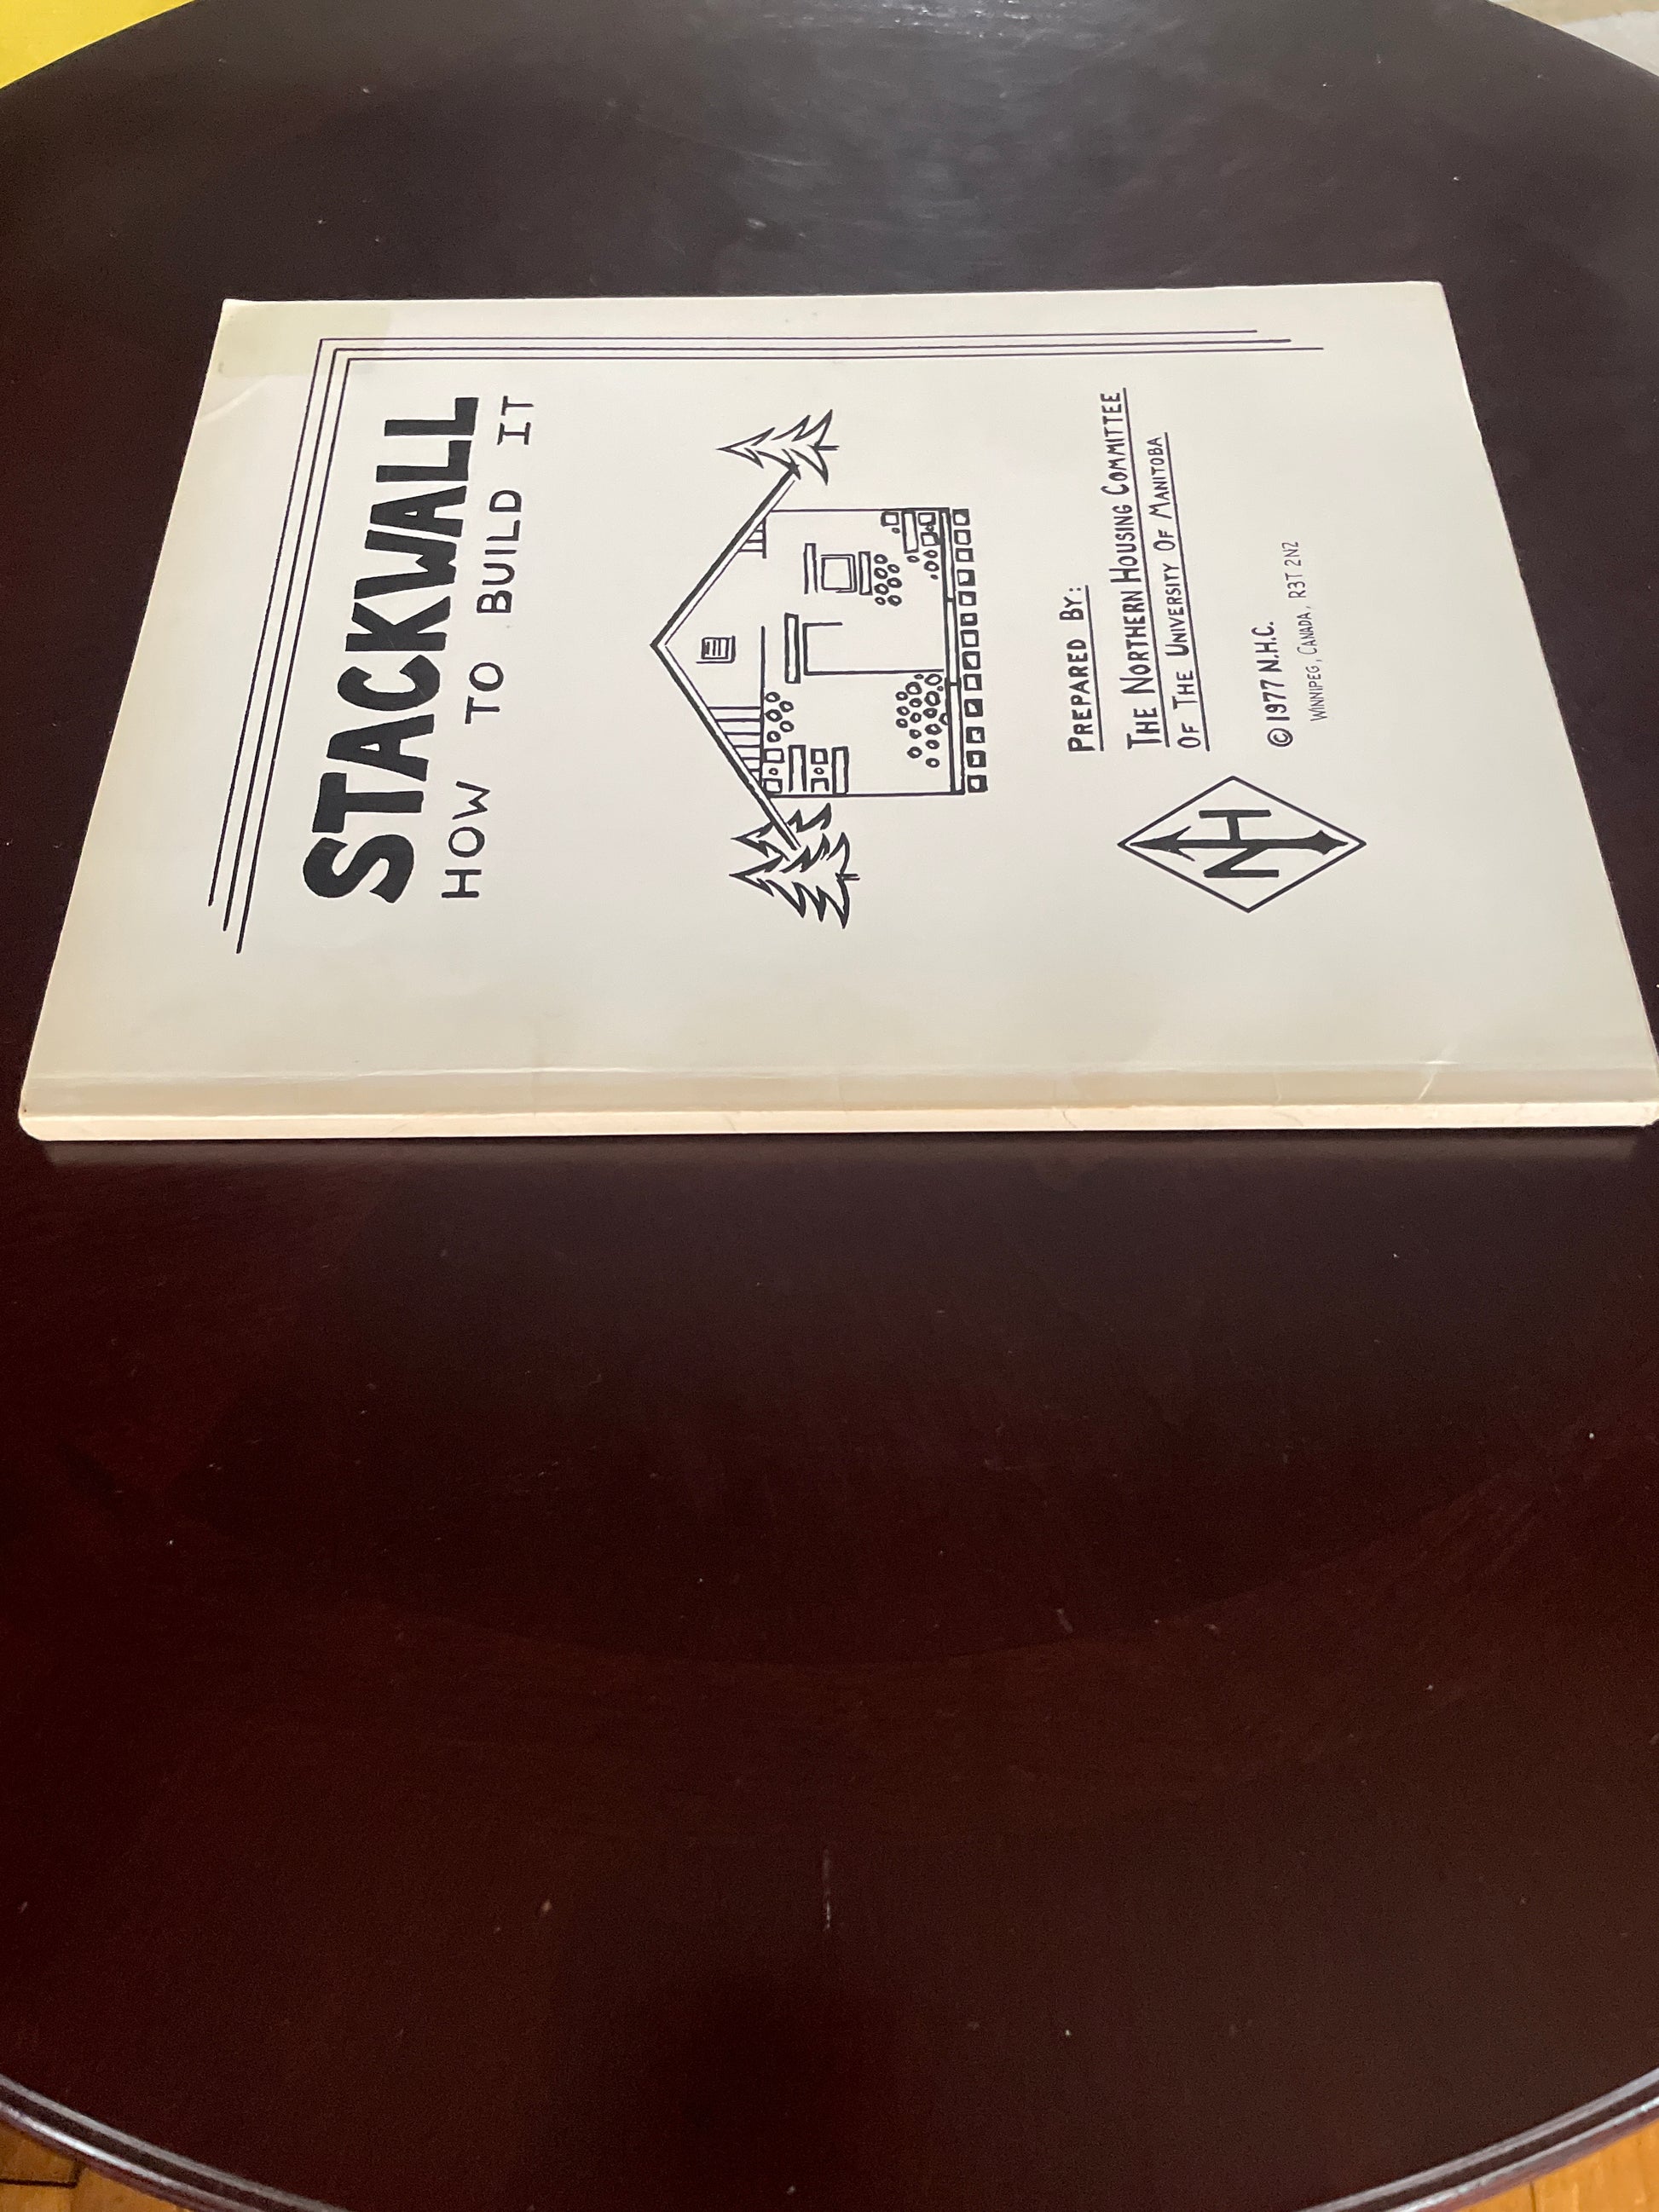 STACKWALL
HOW TO BUILD IT
PREPARED BY:
THE NORTHERN HOUSING COMMITTEE
OF THE UNIVERSITY OF MANITOBA
NH
© 1977 N.H.C.
WINNIPEG, CANADA, R3T 2N2